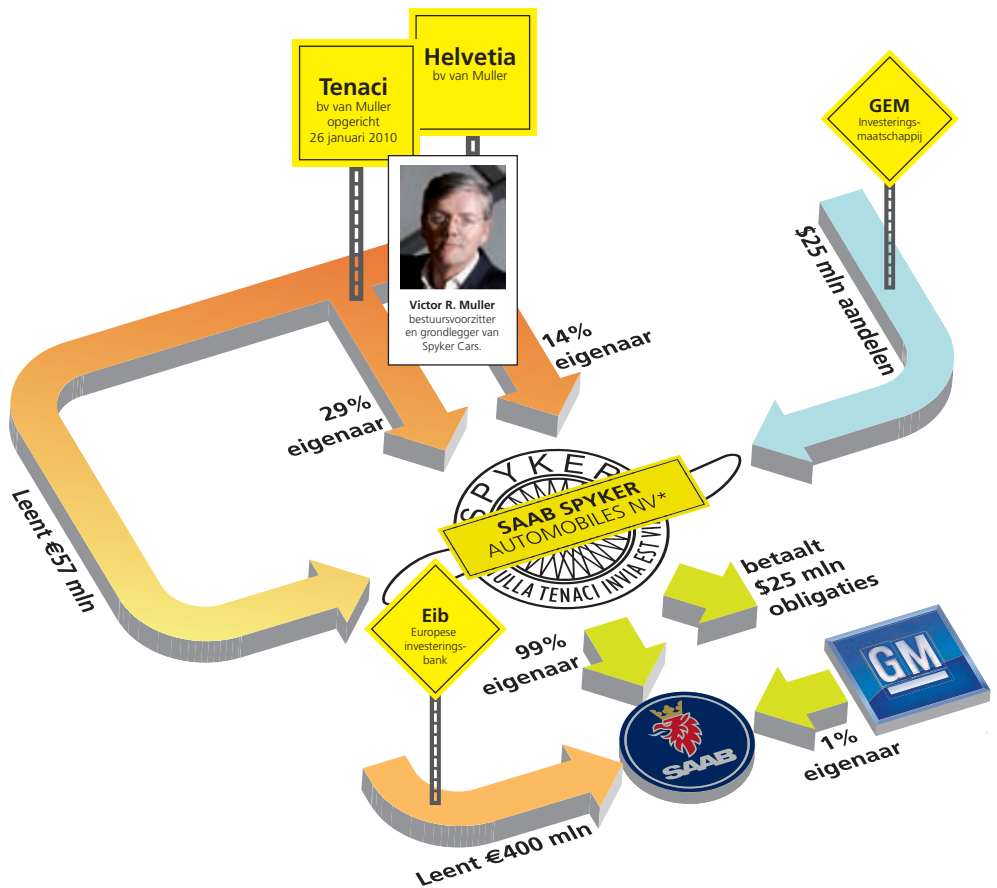 Tenaci
bv van Muller
opgericht
26 januari 2010
Helvetia
bv van Muller
GEM
Investerings-
maatschappij
Victor R. Muller
bestuursvoorzitter
en grondlegger van
Spyker Cars.
14%
eigenaar
29%
eigenaar
$25 mln aandelen
Leent €57 mln
SPYKER
SAAB SPYKER
AUTOMOBILES NV*
ULLA TENACI INVIA EST VI
Eib
Europese
investerings-
bank
betaalt
$25 mln
obligaties
99%
eigenaar
GM
SAAB
1%
eigenaar
Leent €400 mln